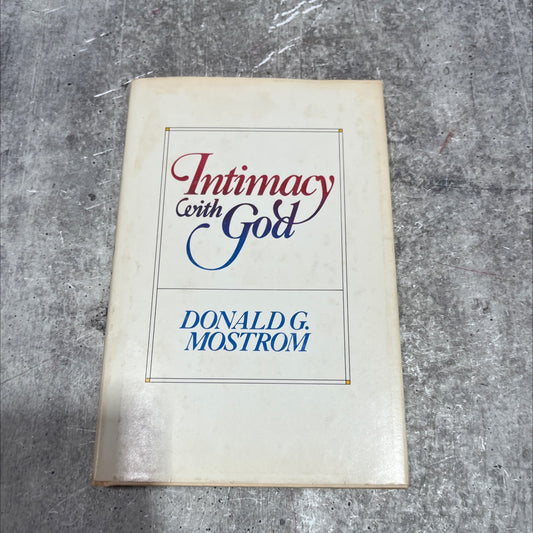 Intimacy
with
God
DONALD G.
MOSTROM